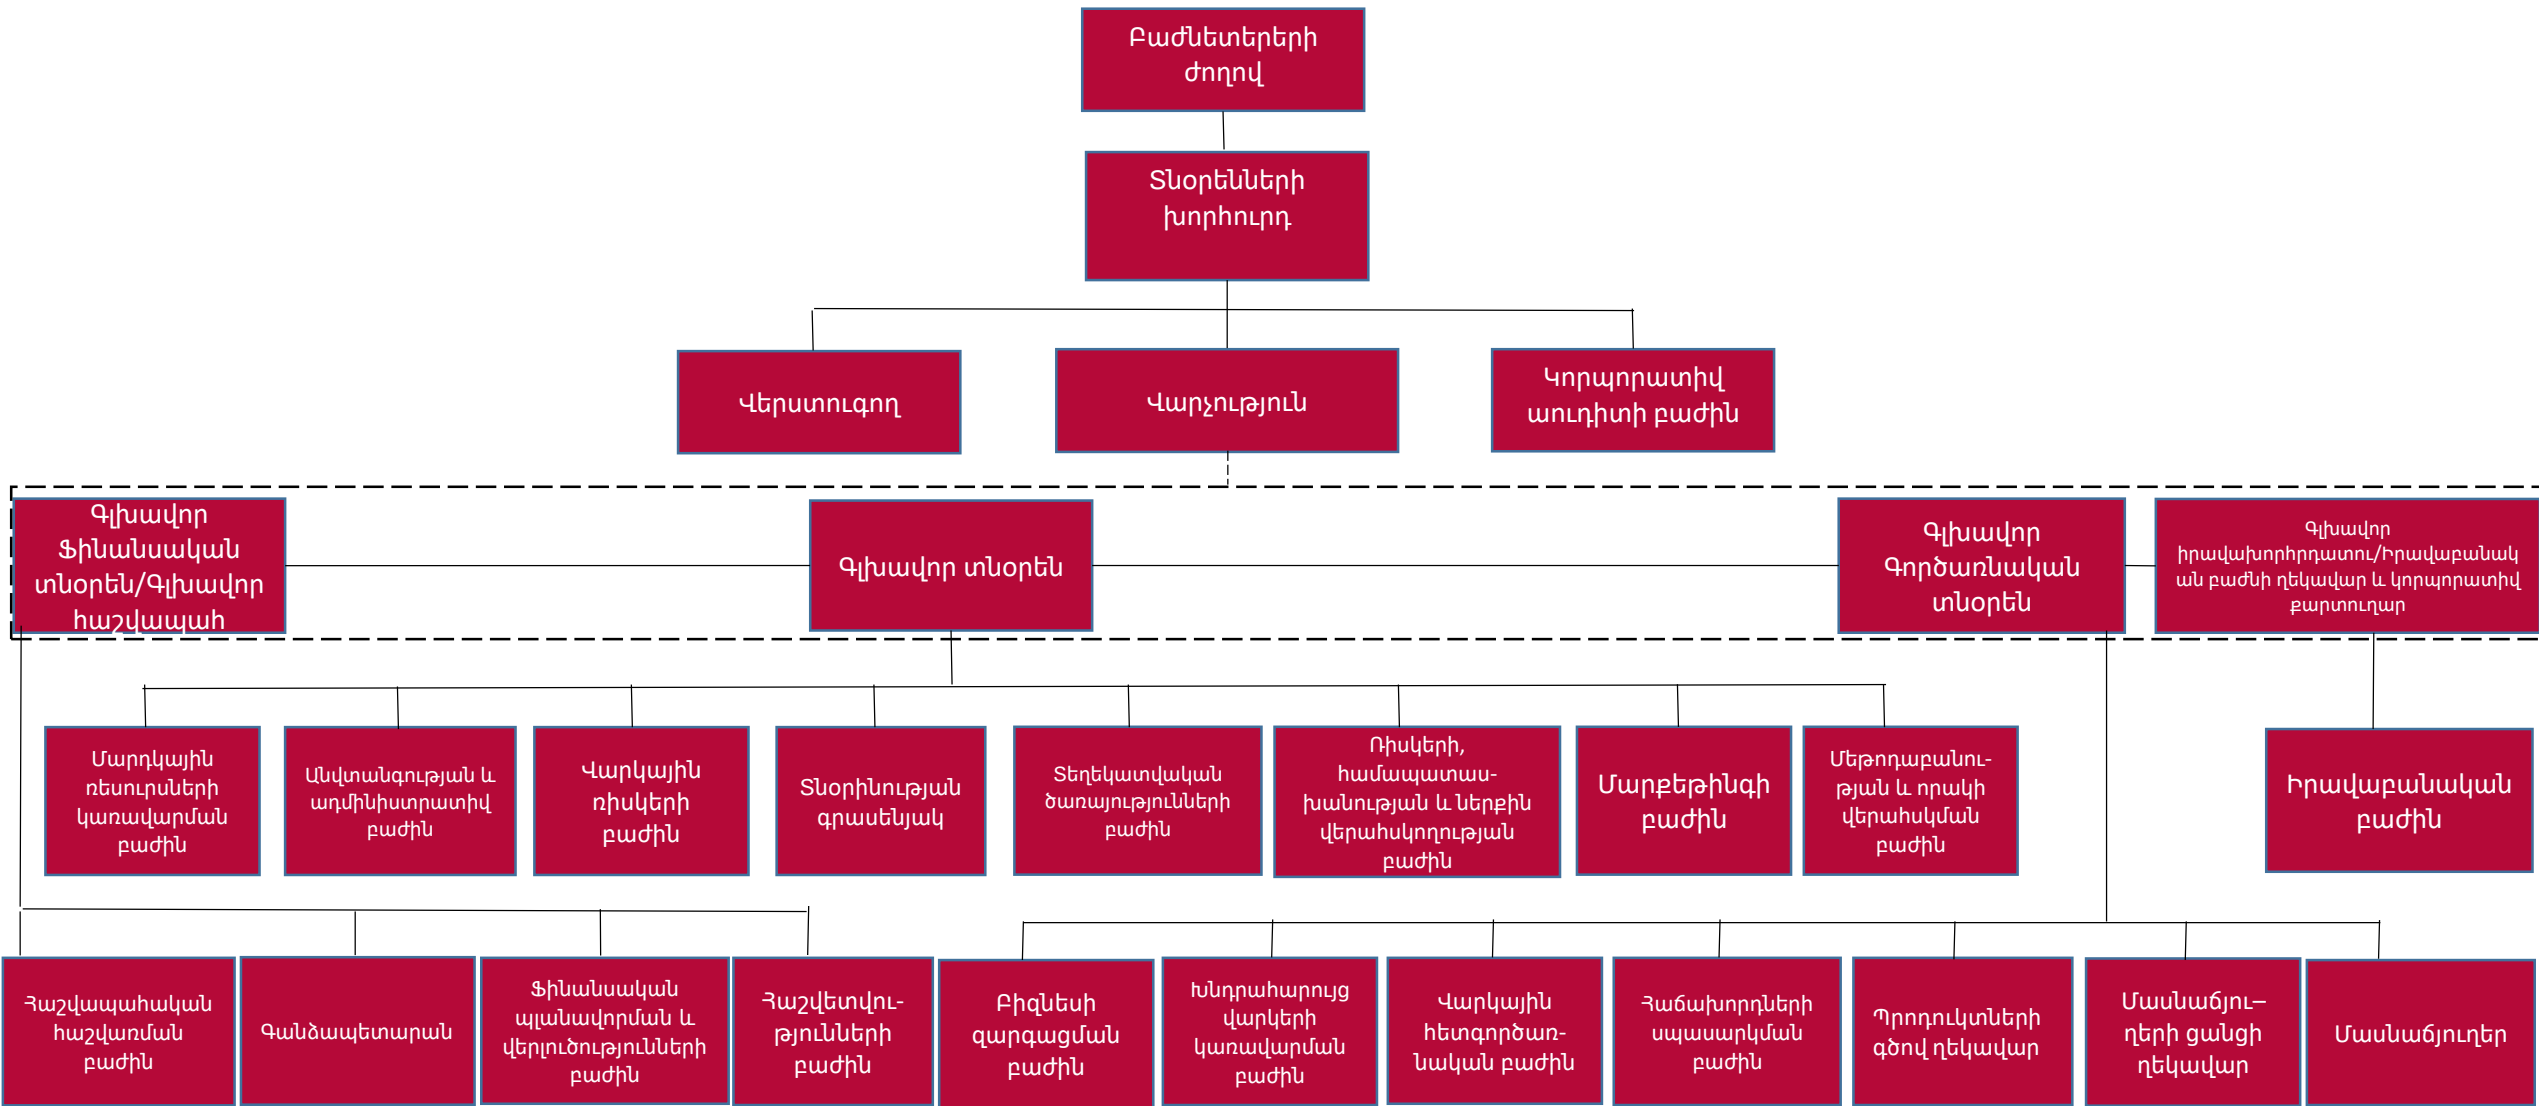 Բաժնետերերի
ժողով
Տնօրենների
խորհուրդ
Վերստուգող
Վարչություն
Կորպորատիվ
աուդիտի բաժին
Գլխավոր
Ֆինանսական
տնօրեն/Գլխավոր
հաշվապահ
Գլխավոր տնօրեն
Գլխավոր
Գործառնական
տնօրեն
Գլխավոր
իրավախորհրդատու/Իրավաբանակ
ան բաժնի ղեկավար և կորպորատիվ
քարտուղար
Մարդկային
ռեսուրսների
կառավարման
բաժին
Անվտանգության և
ադմինիստրատիվ
բաժին
Վարկային
ռիսկերի
բաժին
Տնօրինության
գրասենյակ
Տեղեկատվական
ծառայությունների
բաժին
Ռիսկերի,
համապատաս-
խանության և ներքին
վերահսկողության
բաժին
Մարքեթինգի
բաժին
Մեթոդաբանու-
թյան և որակի
վերահսկման
բաժին
Իրավաբանական
բաժին
Հաշվապահական
հաշվառման
բաժին
Գանձապետարան
Ֆինանսական
պլանավորման և
վերլուծությունների
բաժին
Հաշվետվու-
թյունների
բաժին
Բիզնեսի
զարգացման
բաժին
Խնդրահարույց
վարկերի
կառավարման
բաժին
Վարկային
հետգործառ-
նական բաժին
Հաճախորդների
սպասարկման
բաժին
Պրոդուկտների
գծով ղեկավար
Մասնաճյու–
ղերի ցանցի
ղեկավար
Մասնաճյուղեր